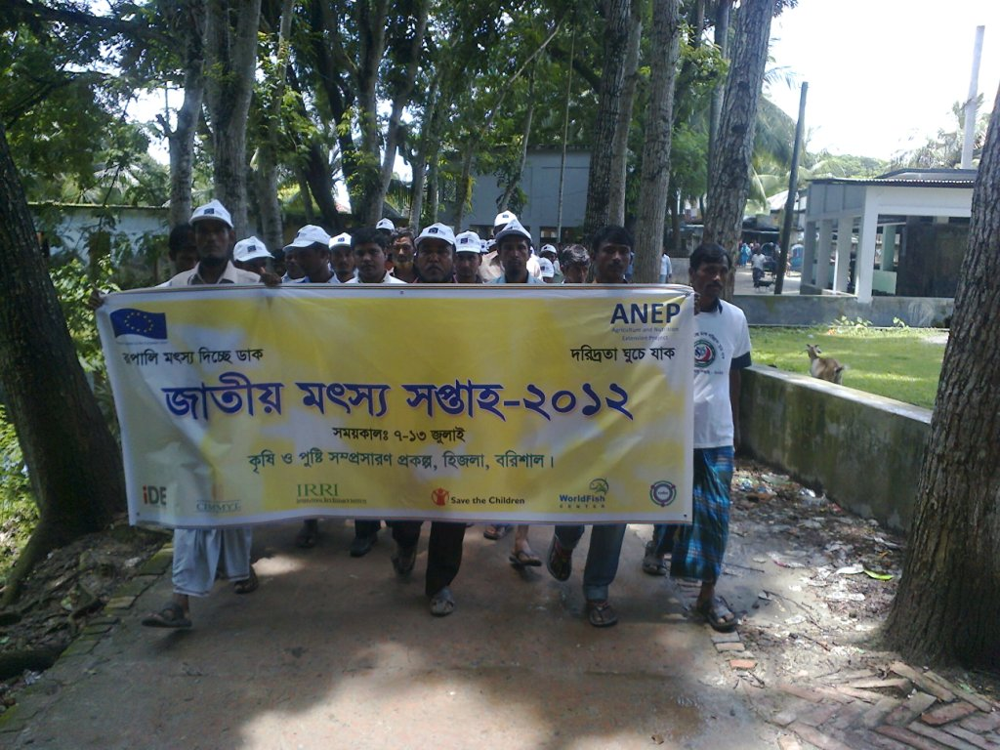 ANEP
Agriculture and Nutrition
Extension Project
রুপালি মৎস্য দিচ্ছে ডাক
দরিদ্রতা ঘুচে যাক
জাতীয় মৎস্য সপ্তাহ-২০১২
সময়কালঃ ৭-১৩ জুলাই
কৃষি ও পুষ্টি সম্প্রসারণ প্রকল্প, হিজলা, বরিশাল।
iDE
CIMMYT
IRRI
Save the Children
WorldFish
CENTER